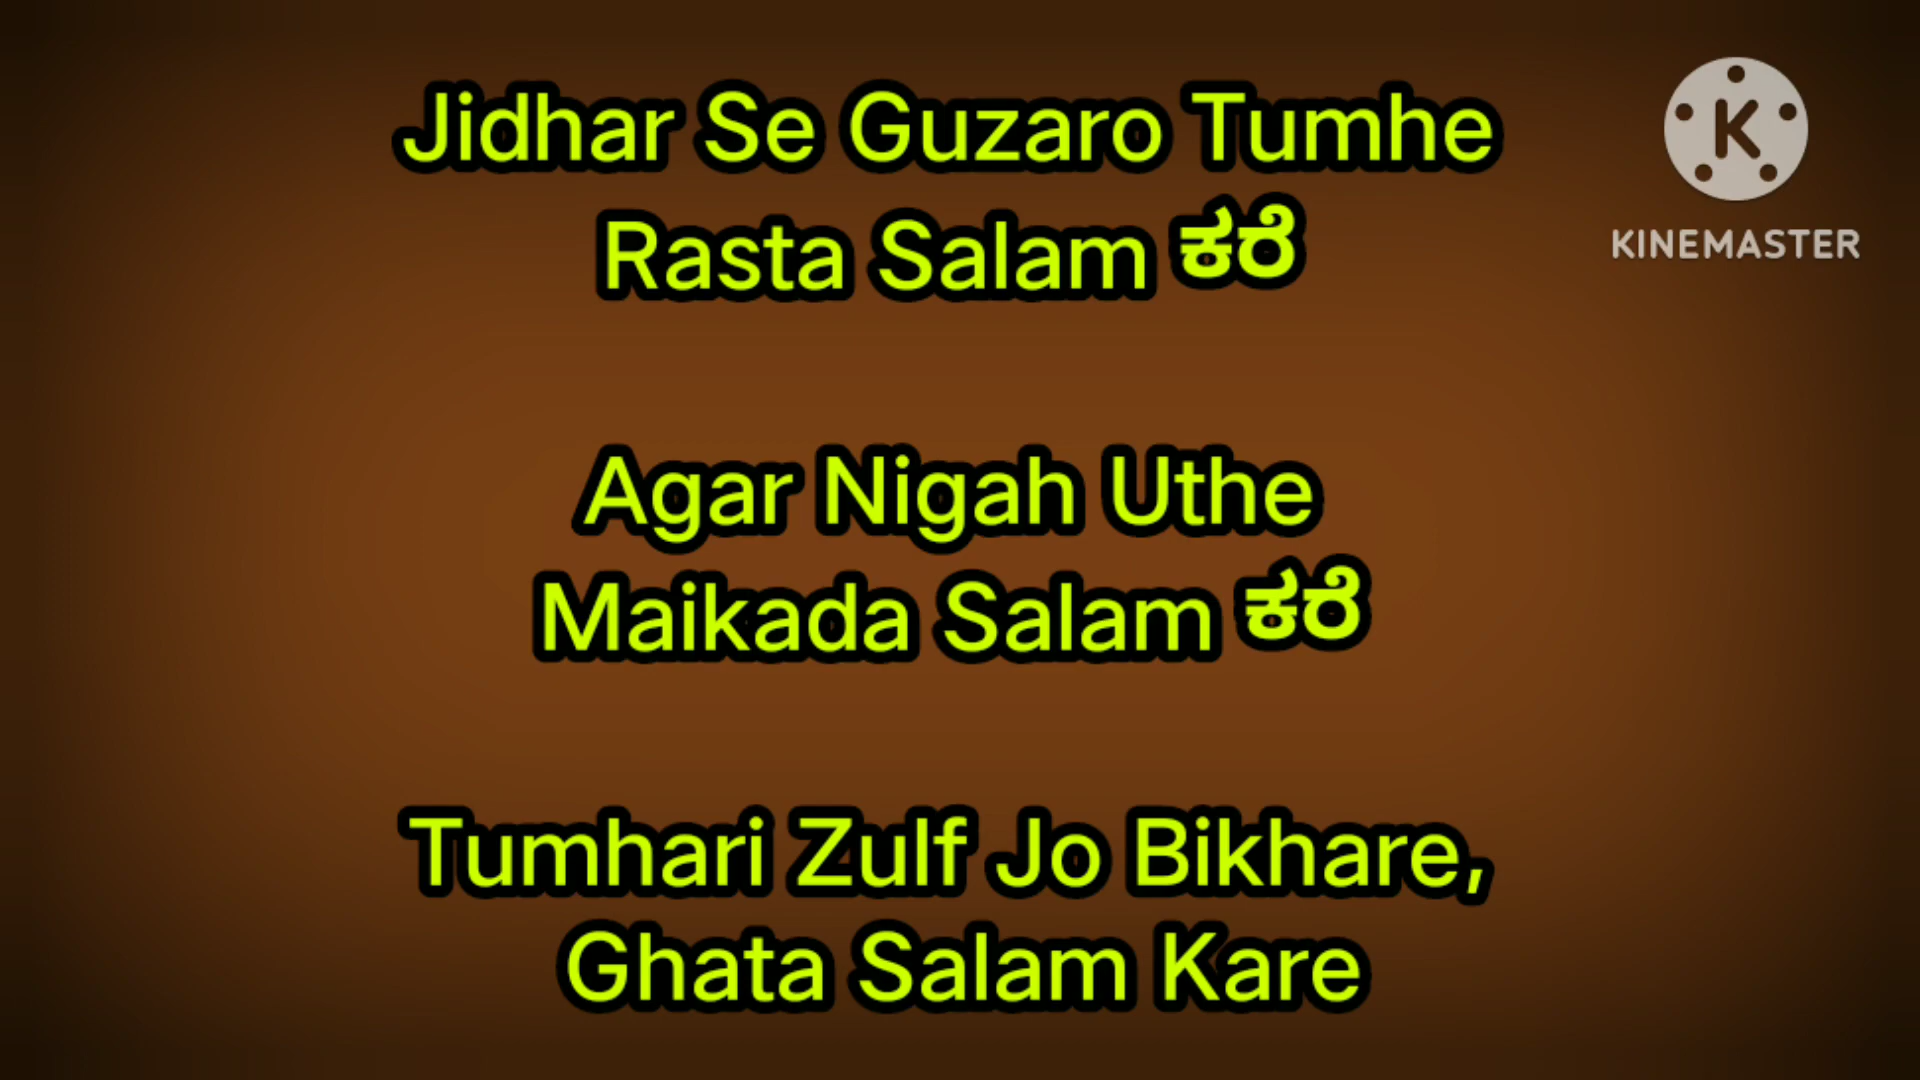 Jidhar Se Guzaro Tumhe
Rasta Salam ಕರೆ
Agar Nigah Uthe
Maikada Salam ಕರೆ
Tumhari Zulf Jo Bikhare,
Ghata Salam Kare
K
KINEMASTER